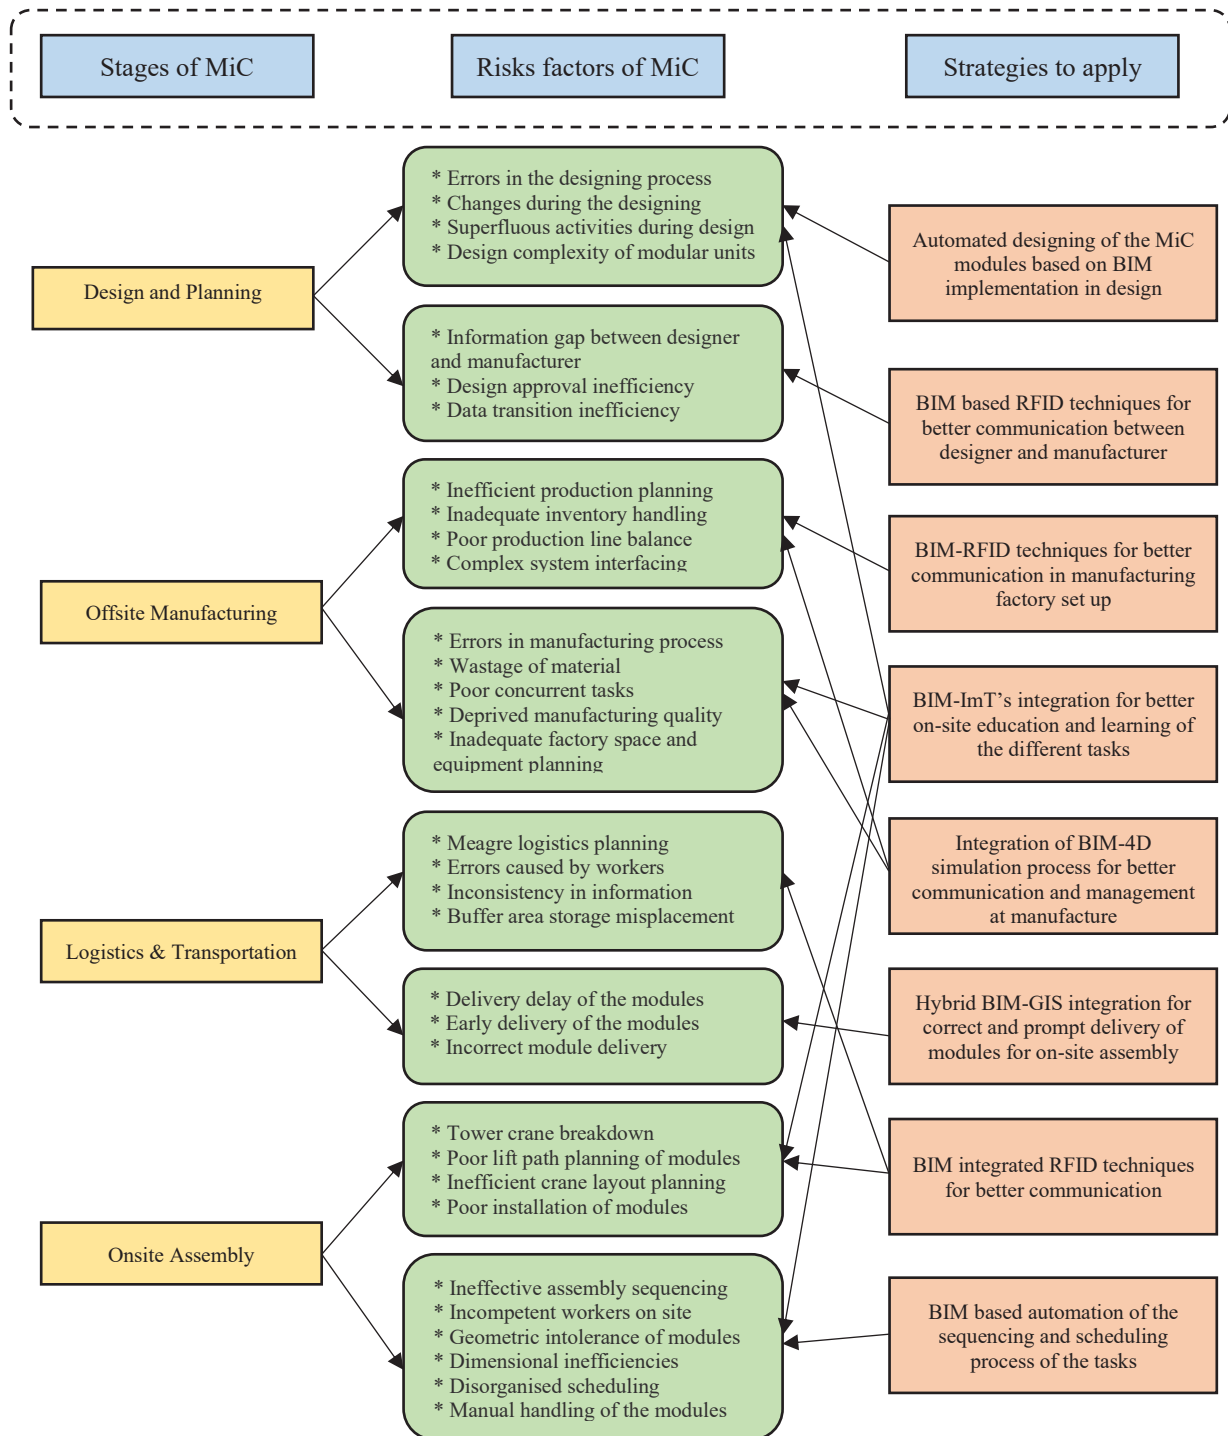 Stages of MiC
Risks factors of MiC
Strategies to apply
Design and Planning
Offsite Manufacturing
Logistics & Transportation
Onsite Assembly
* Errors in the designing process
* Changes during the designing
* Superfluous activities during design
* Design complexity of modular units
* Information gap between designer
and manufacturer
* Design approval inefficiency
* Data transition inefficiency
* Inefficient production planning
* Inadequate inventory handling
* Poor production line balance
* Complex system interfacing
* Errors in manufacturing process
* Wastage of material
* Poor concurrent tasks
* Deprived manufacturing quality
* Inadequate factory space and
equipment planning
* Meagre logistics planning
* Errors caused by workers
* Inconsistency in information
* Buffer area storage misplacement
* Delivery delay of the modules
* Early delivery of the modules
* Incorrect module delivery
* Tower crane breakdown
* Poor lift path planning of modules
* Inefficient crane layout planning
* Poor installation of modules
* Ineffective assembly sequencing
* Incompetent workers on site
* Geometric intolerance of modules
* Dimensional inefficiencies
* Disorganised scheduling
* Manual handling of the modules
Automated designing of the MiC
modules based on BIM
implementation in design
BIM based RFID techniques for
better communication between
designer and manufacturer
BIM-RFID techniques for better
communication in manufacturing
factory set up
BIM-ImT’s integration for better
on-site education and learning of
the different tasks
Integration of BIM-4D
simulation process for better
communication and management
at manufacture
Hybrid BIM-GIS integration for
correct and prompt delivery of
modules for on-site assembly
BIM integrated RFID techniques
for better communication
BIM based automation of the
sequencing and scheduling
process of the tasks